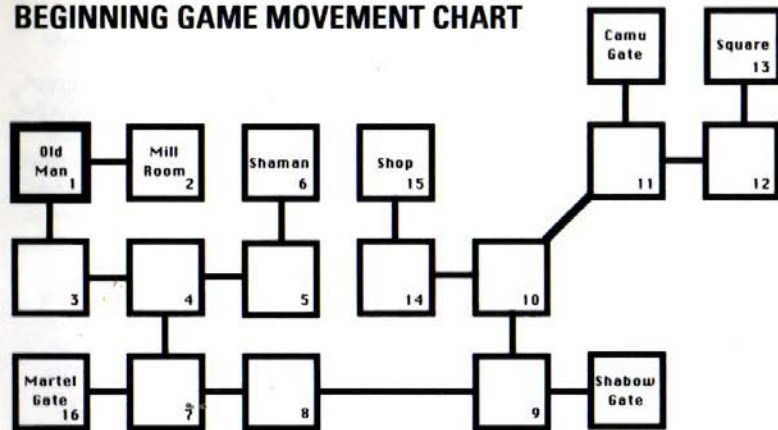 BEGINNING GAME MOVEMENT CHART
Camu
Gate
Square
13
Old
Man
1
Mill
Room
2
Shaman
6
Shop
15
11
12
3
4
5
14
10
Martel
Gate
16
7
8
9
Shabow
Gate